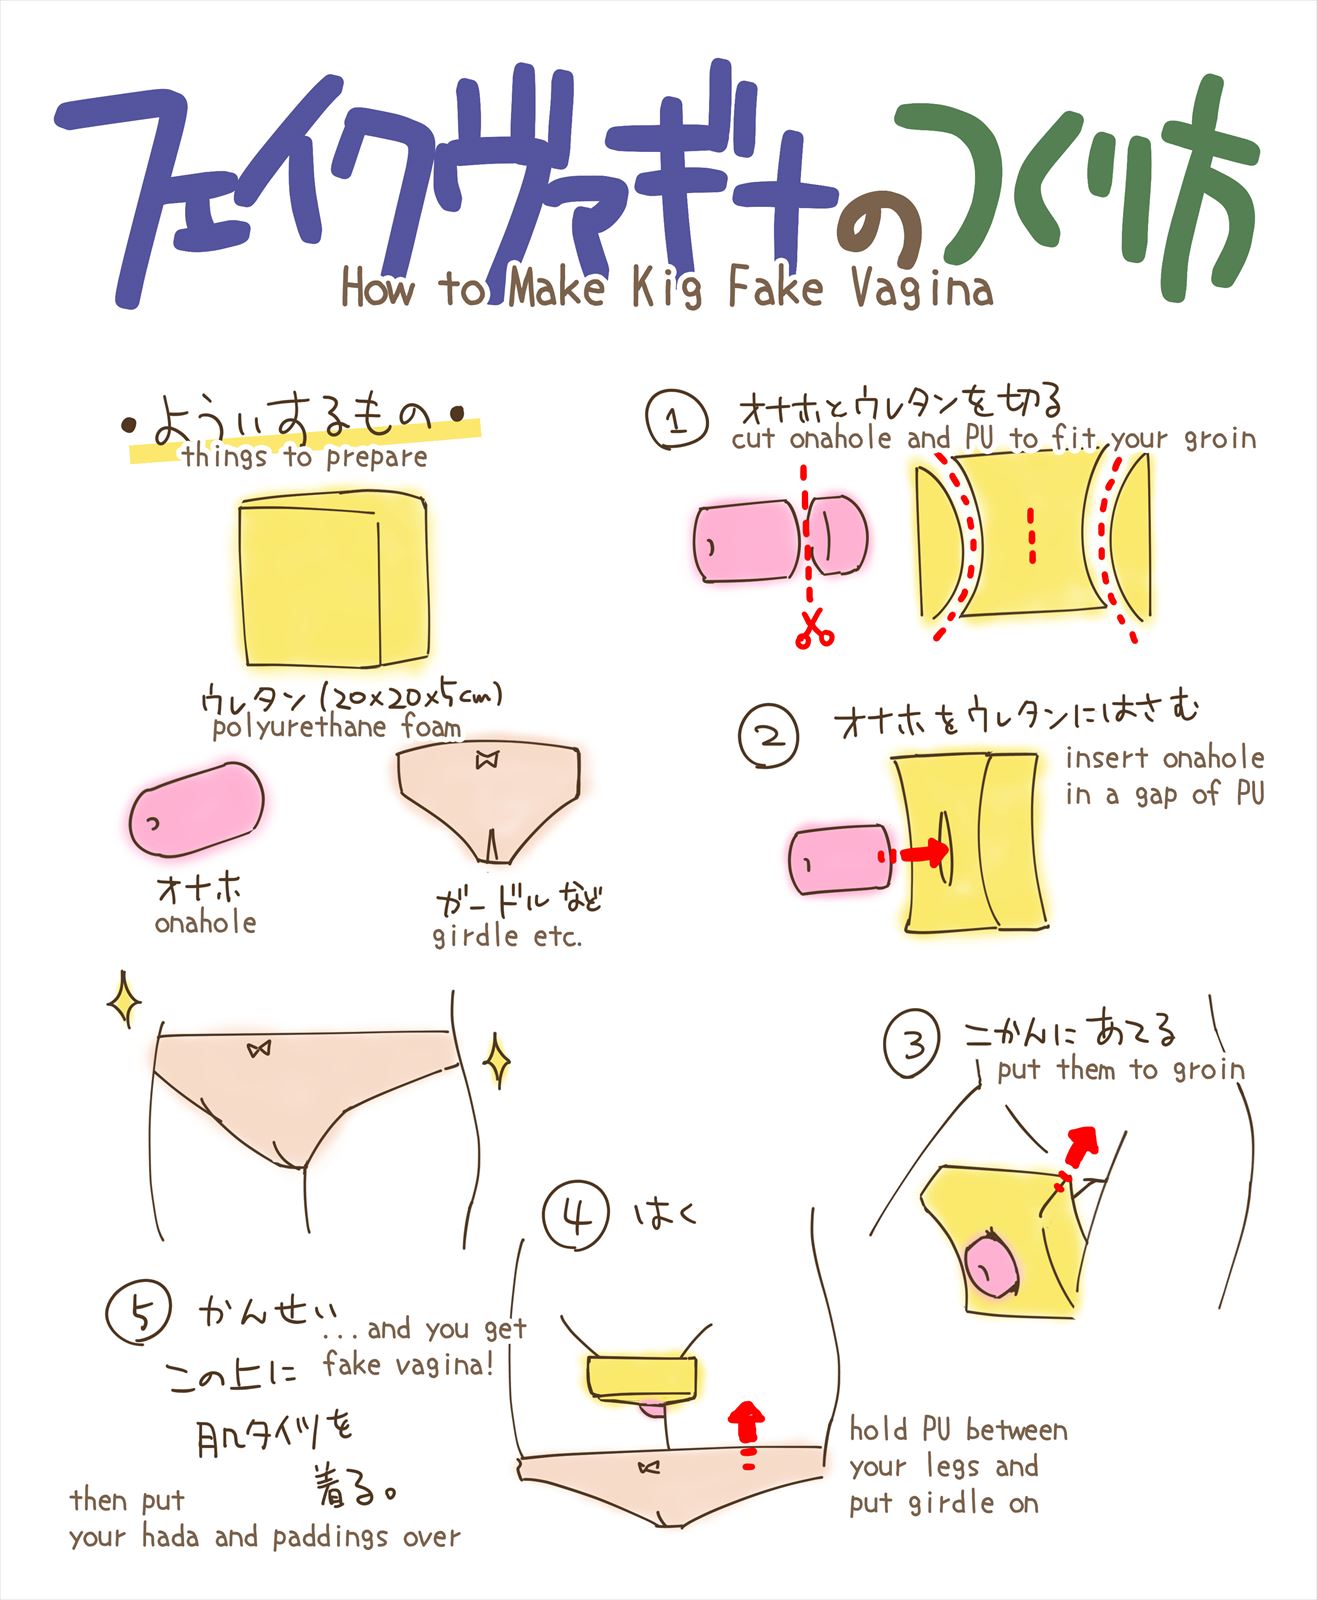 フェイクヴァギナのつくり方
How to Make Kig Fake Vagina
・よういするもの・
things to prepare
ウレタン(20×20×5cm)
polyurethane foam
オナホ
onahole
ガードルなど
girdle etc.
1
オナホとウレタンを切る
cut onahole and PU to fit your groin
2
オナホをウレタンにはさむ
insert onahole
in a gap of PU
3
こかんにあてる
put them to groin
4
はく
hold PU between
your legs and
put girdle on
5
かんせい
...and you get
fake vagina!
この上に
肌タイツを
着る。
then put
your hada and paddings over